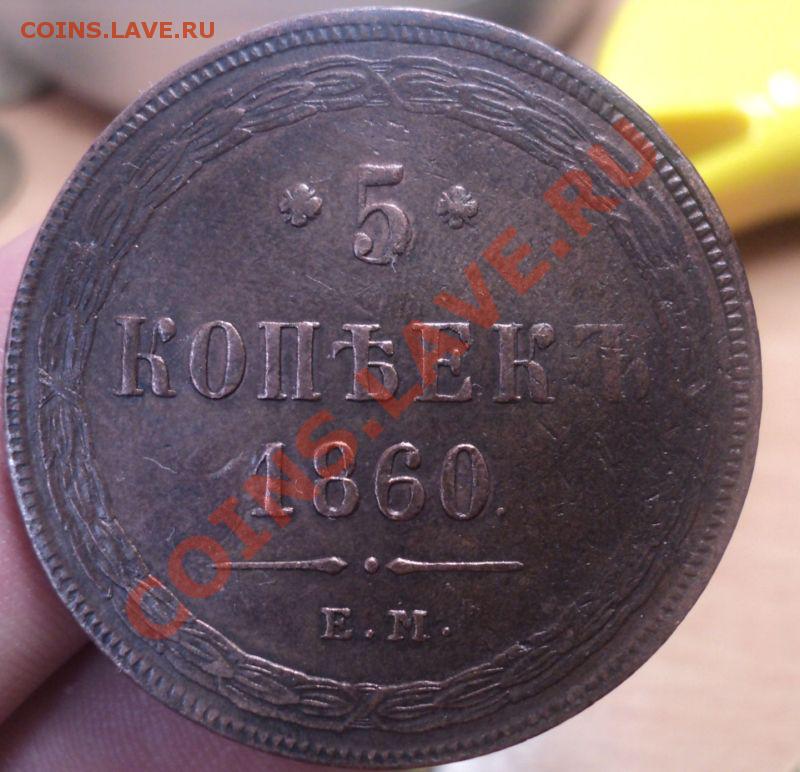 COINS.LAVE.RU
* 5 *
КОПѢЕКЪ
1860.
Е.М.
COINS.LAVE.RU